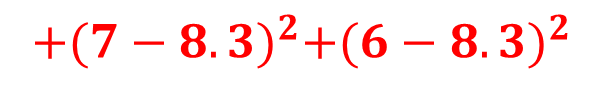 +(7 − 8.3)²+(6 − 8.3)²